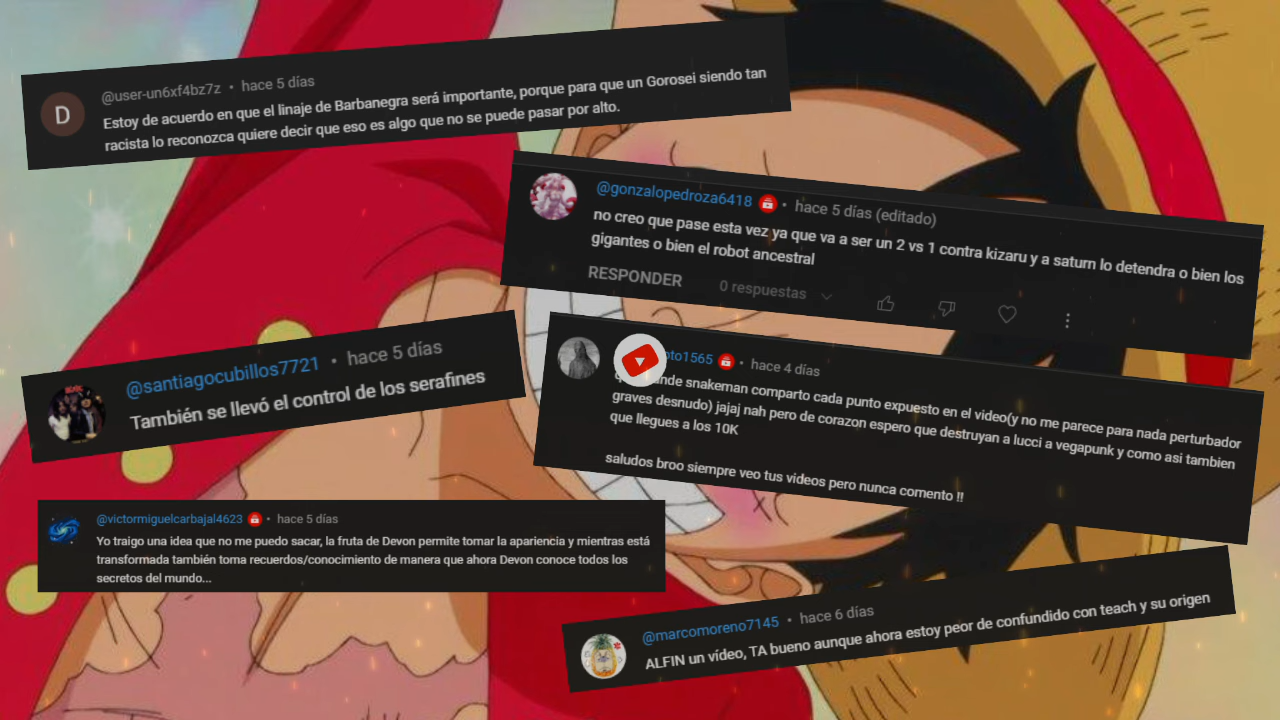 D
@user-un6xf4bz7z • hace 5 días
Estoy de acuerdo en que el linaje de Barbanegra será importante, porque para que un Gorosei siendo tan
racista lo reconozca quiere decir que eso es algo que no se puede pasar por alto.
@gonzalopedroza6418 • hace 5 días (editado)
no creo que pase esta vez ya que va a ser un 2 vs 1 contra kizaru y a saturn lo detendra o bien los
gigantes o bien el robot ancestral
RESPONDER 0 respuestas
@santiagocubillos7721 • hace 5 días
También se llevó el control de los serafines
oto1565 • hace 4 días
ande snakeman comparto cada punto expuesto en el video(y no me parece para nada perturbador
graves desnudo) jajaj nah pero de corazon espero que destruyan a lucci a vegapunk y como asi tambien
que llegues a los 10K
saludos broo siempre veo tus videos pero nunca comento !!
@victormiguelcarbajal4623 • hace 5 días
Yo traigo una idea que no me puedo sacar, la fruta de Devon permite tomar la apariencia y mientras está
transformada también toma recuerdos/conocimiento de manera que ahora Devon conoce todos los
secretos del mundo...
@marcomoreno7145 • hace 6 días
ALFIN un vídeo, TA bueno aunque ahora estoy peor de confundido con teach y su origen